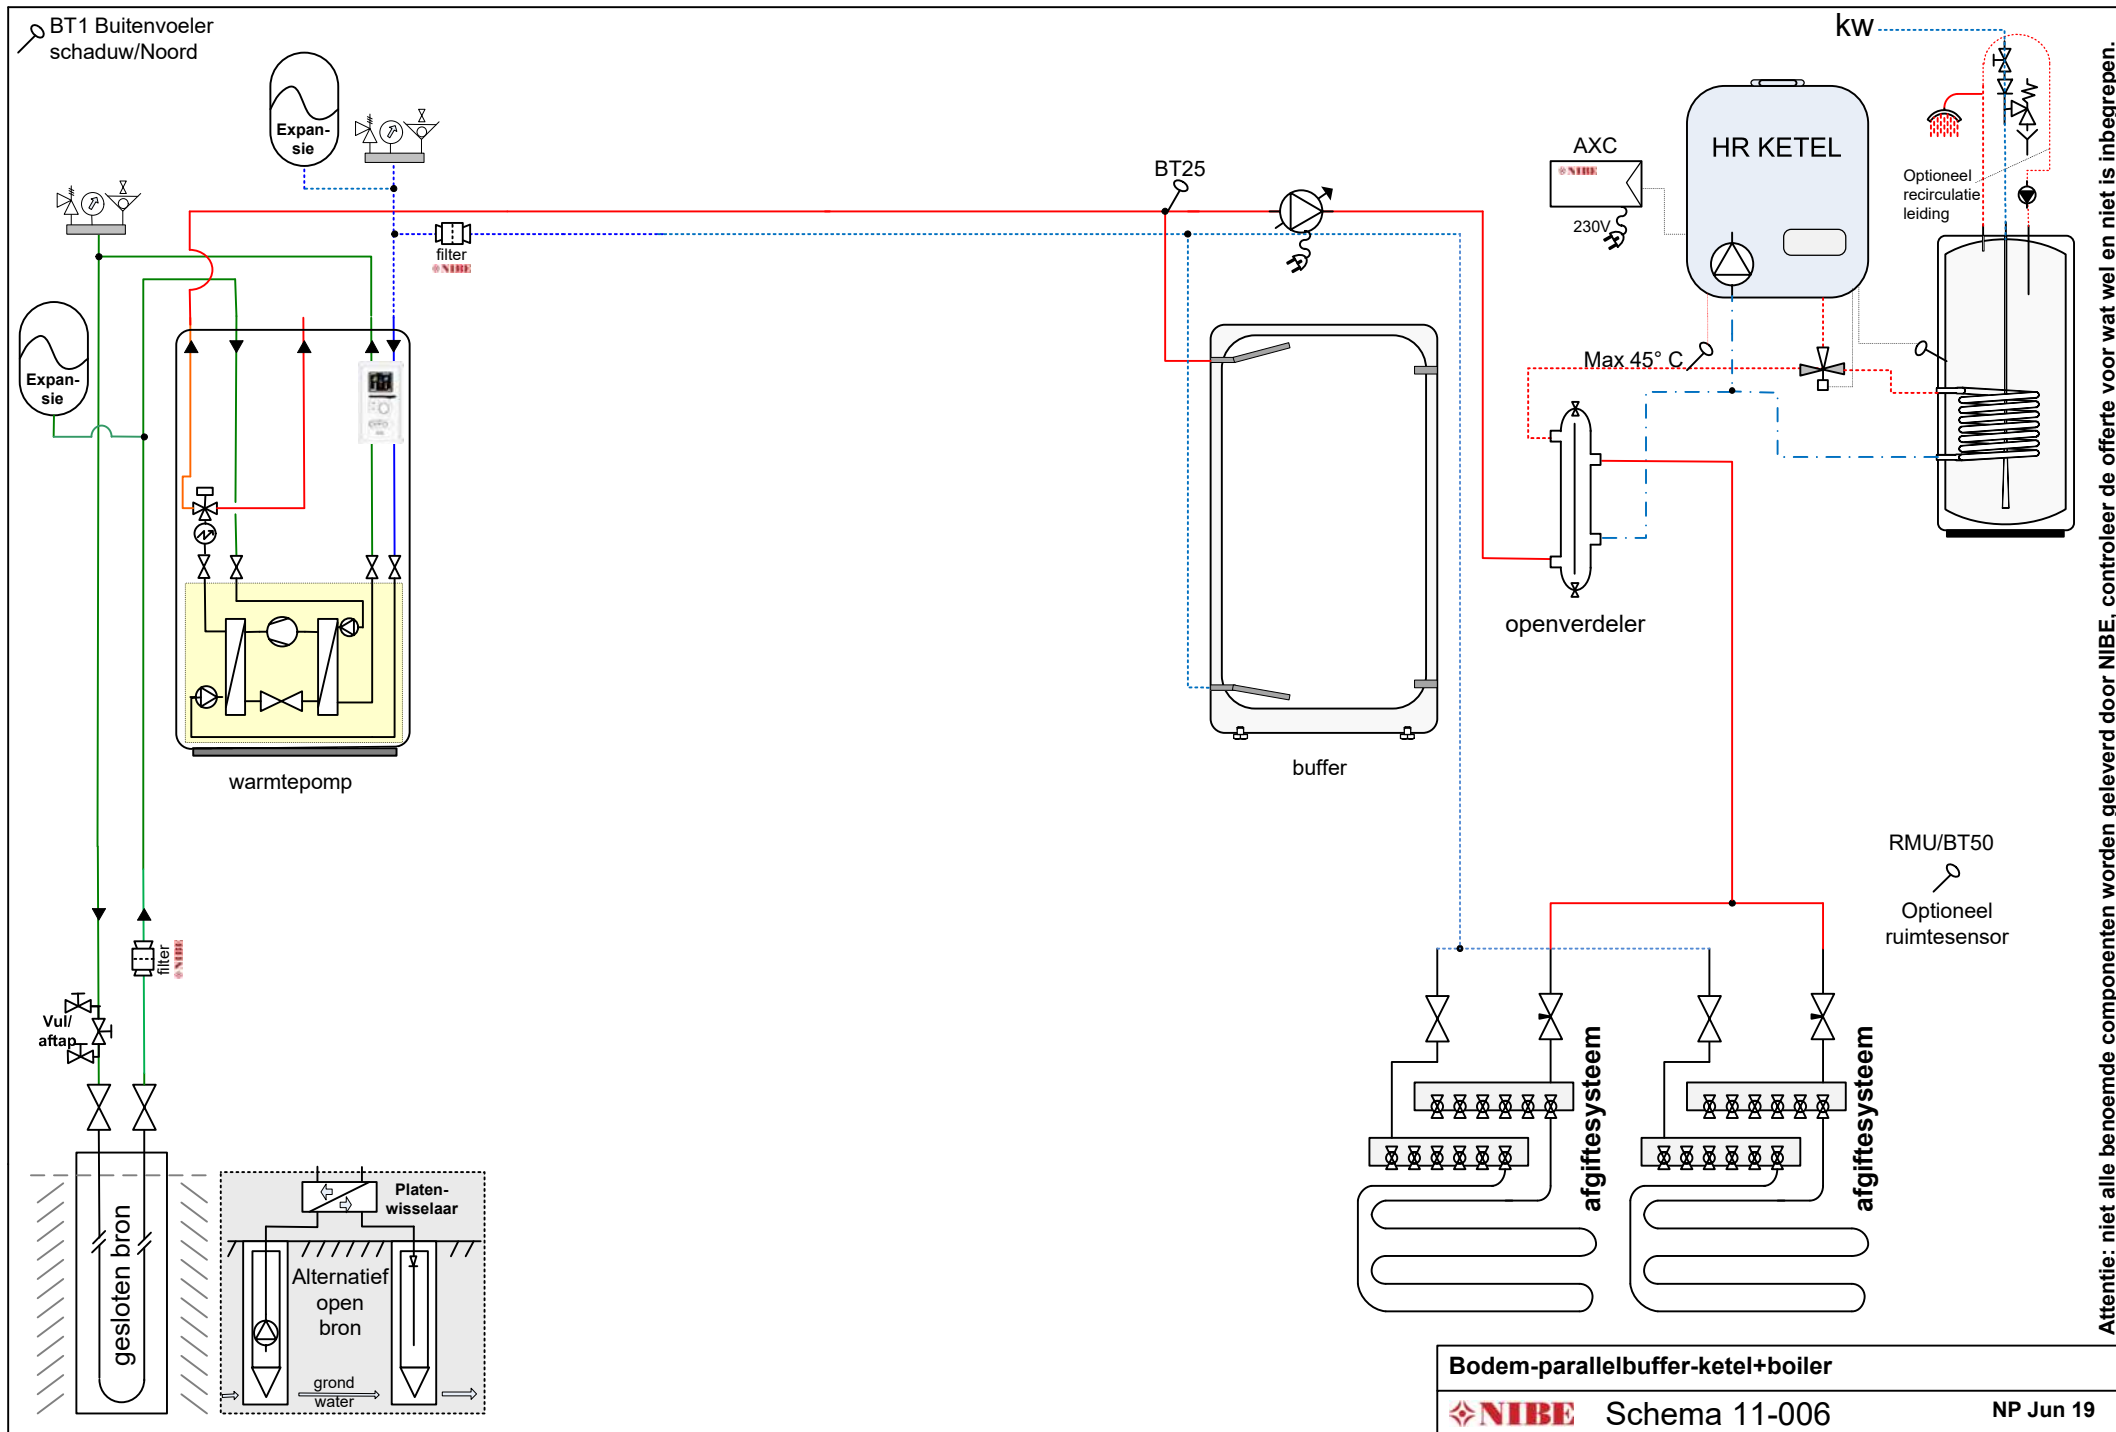 BT1 Buitenvoeler
schaduw/Noord
Expan-
sie
kw
BT25
AXC
NIBE
230V
HR KETEL
Optioneel
recirculatie
leiding
filter
NIBE
Expan-
sie
Max 45° C
openverdeler
warmtepomp
buffer
RMU/BT50
Optioneel
ruimtesensor
filter
NIBE
Vul/
aftap
afgiftesysteem
afgiftesysteem
gesloten bron
Platen-
wisselaar
Alternatief
open
bron
grond
water
Attentie: niet alle benoemde componenten worden geleverd door NIBE, controleer de offerte voor wat wel en niet is inbegrepen.
Bodem-parallelbuffer-ketel+boiler
NIBE Schema 11-006 NP Jun 19